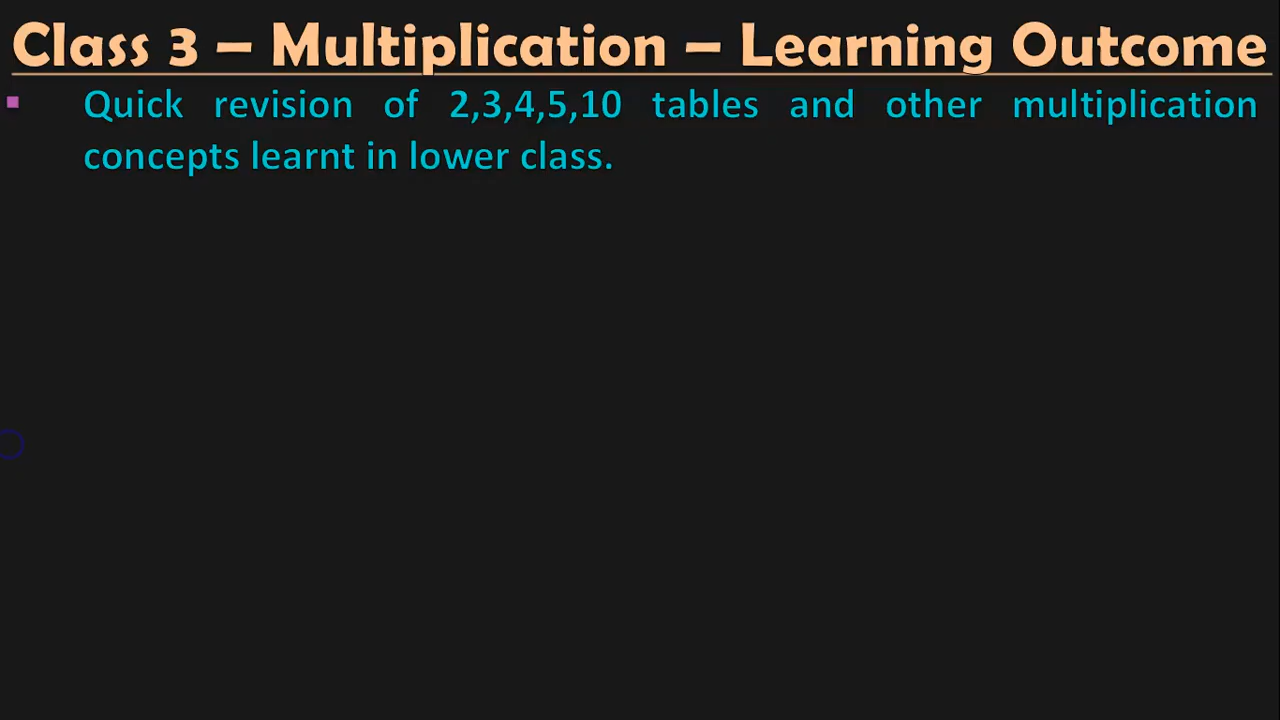 Class 3 – Multiplication – Learning Outcome
▪ Quick revision of 2,3,4,5,10 tables and other multiplication
concepts learnt in lower class.